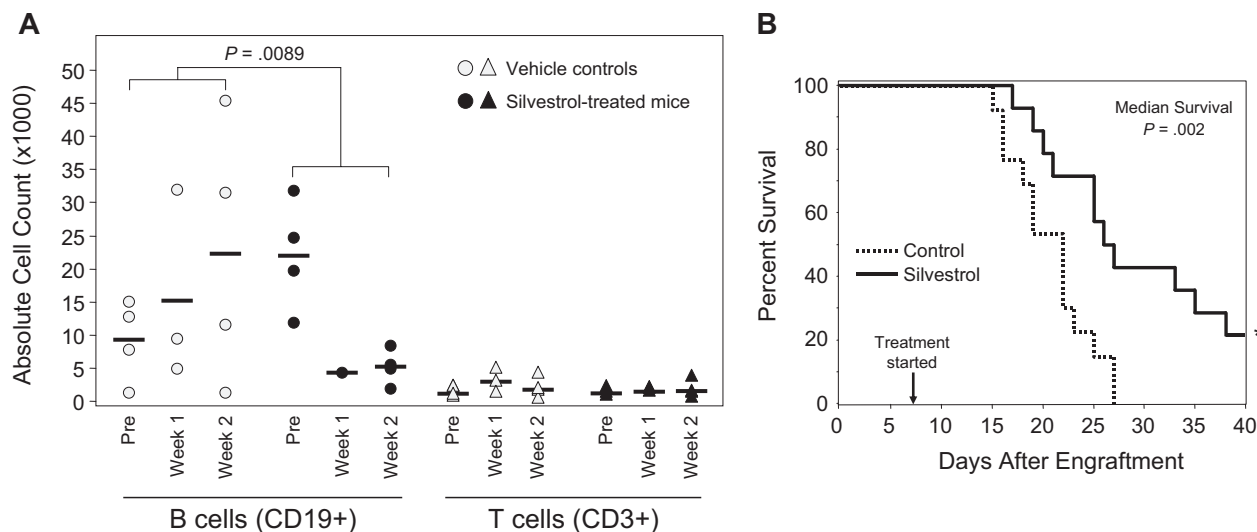 A
P = .0089
Vehicle controls
Silvestrol-treated mice
Absolute Cell Count (x1000)
50
45
40
35
30
25
20
15
10
5
0
Pre
Week 1
Week 2
Pre
Week 1
Week 2
Pre
Week 1
Week 2
Pre
Week 1
Week 2
B cells (CD19+)
T cells (CD3+)
B
Median Survival
P = .002
Percent Survival
100
80
60
40
20
0
Control
Silvestrol
Treatment
started
*
0 5 10 15 20 25 30 35 40
Days After Engraftment